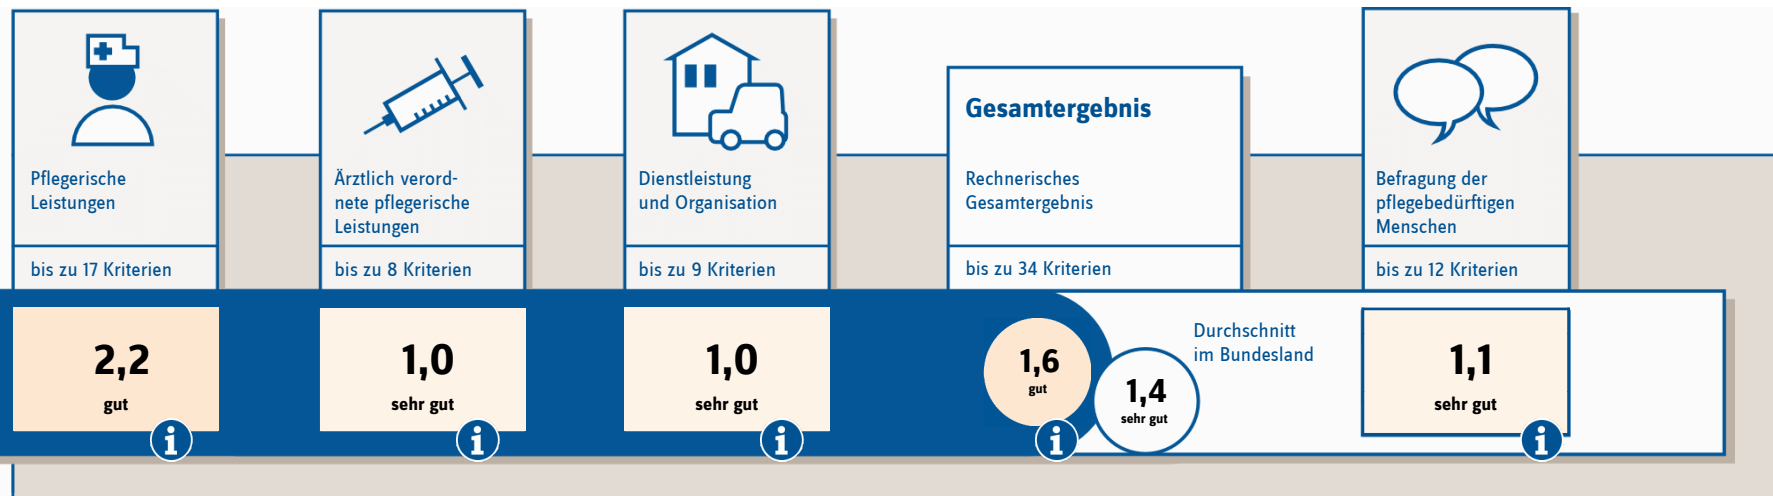 Pflegerische
Leistungen
bis zu 17 Kriterien
2,2
gut
Ärztlich verord-
nete pflegerische
Leistungen
bis zu 8 Kriterien
1,0
sehr gut
Dienstleistung
und Organisation
bis zu 9 Kriterien
1,0
sehr gut
Gesamtergebnis
Rechnerisches
Gesamtergebnis
bis zu 34 Kriterien
1,6
gut
1,4
sehr gut
Durchschnitt
im Bundesland
Befragung der
pflegebedürftigen
Menschen
bis zu 12 Kriterien
1,1
sehr gut